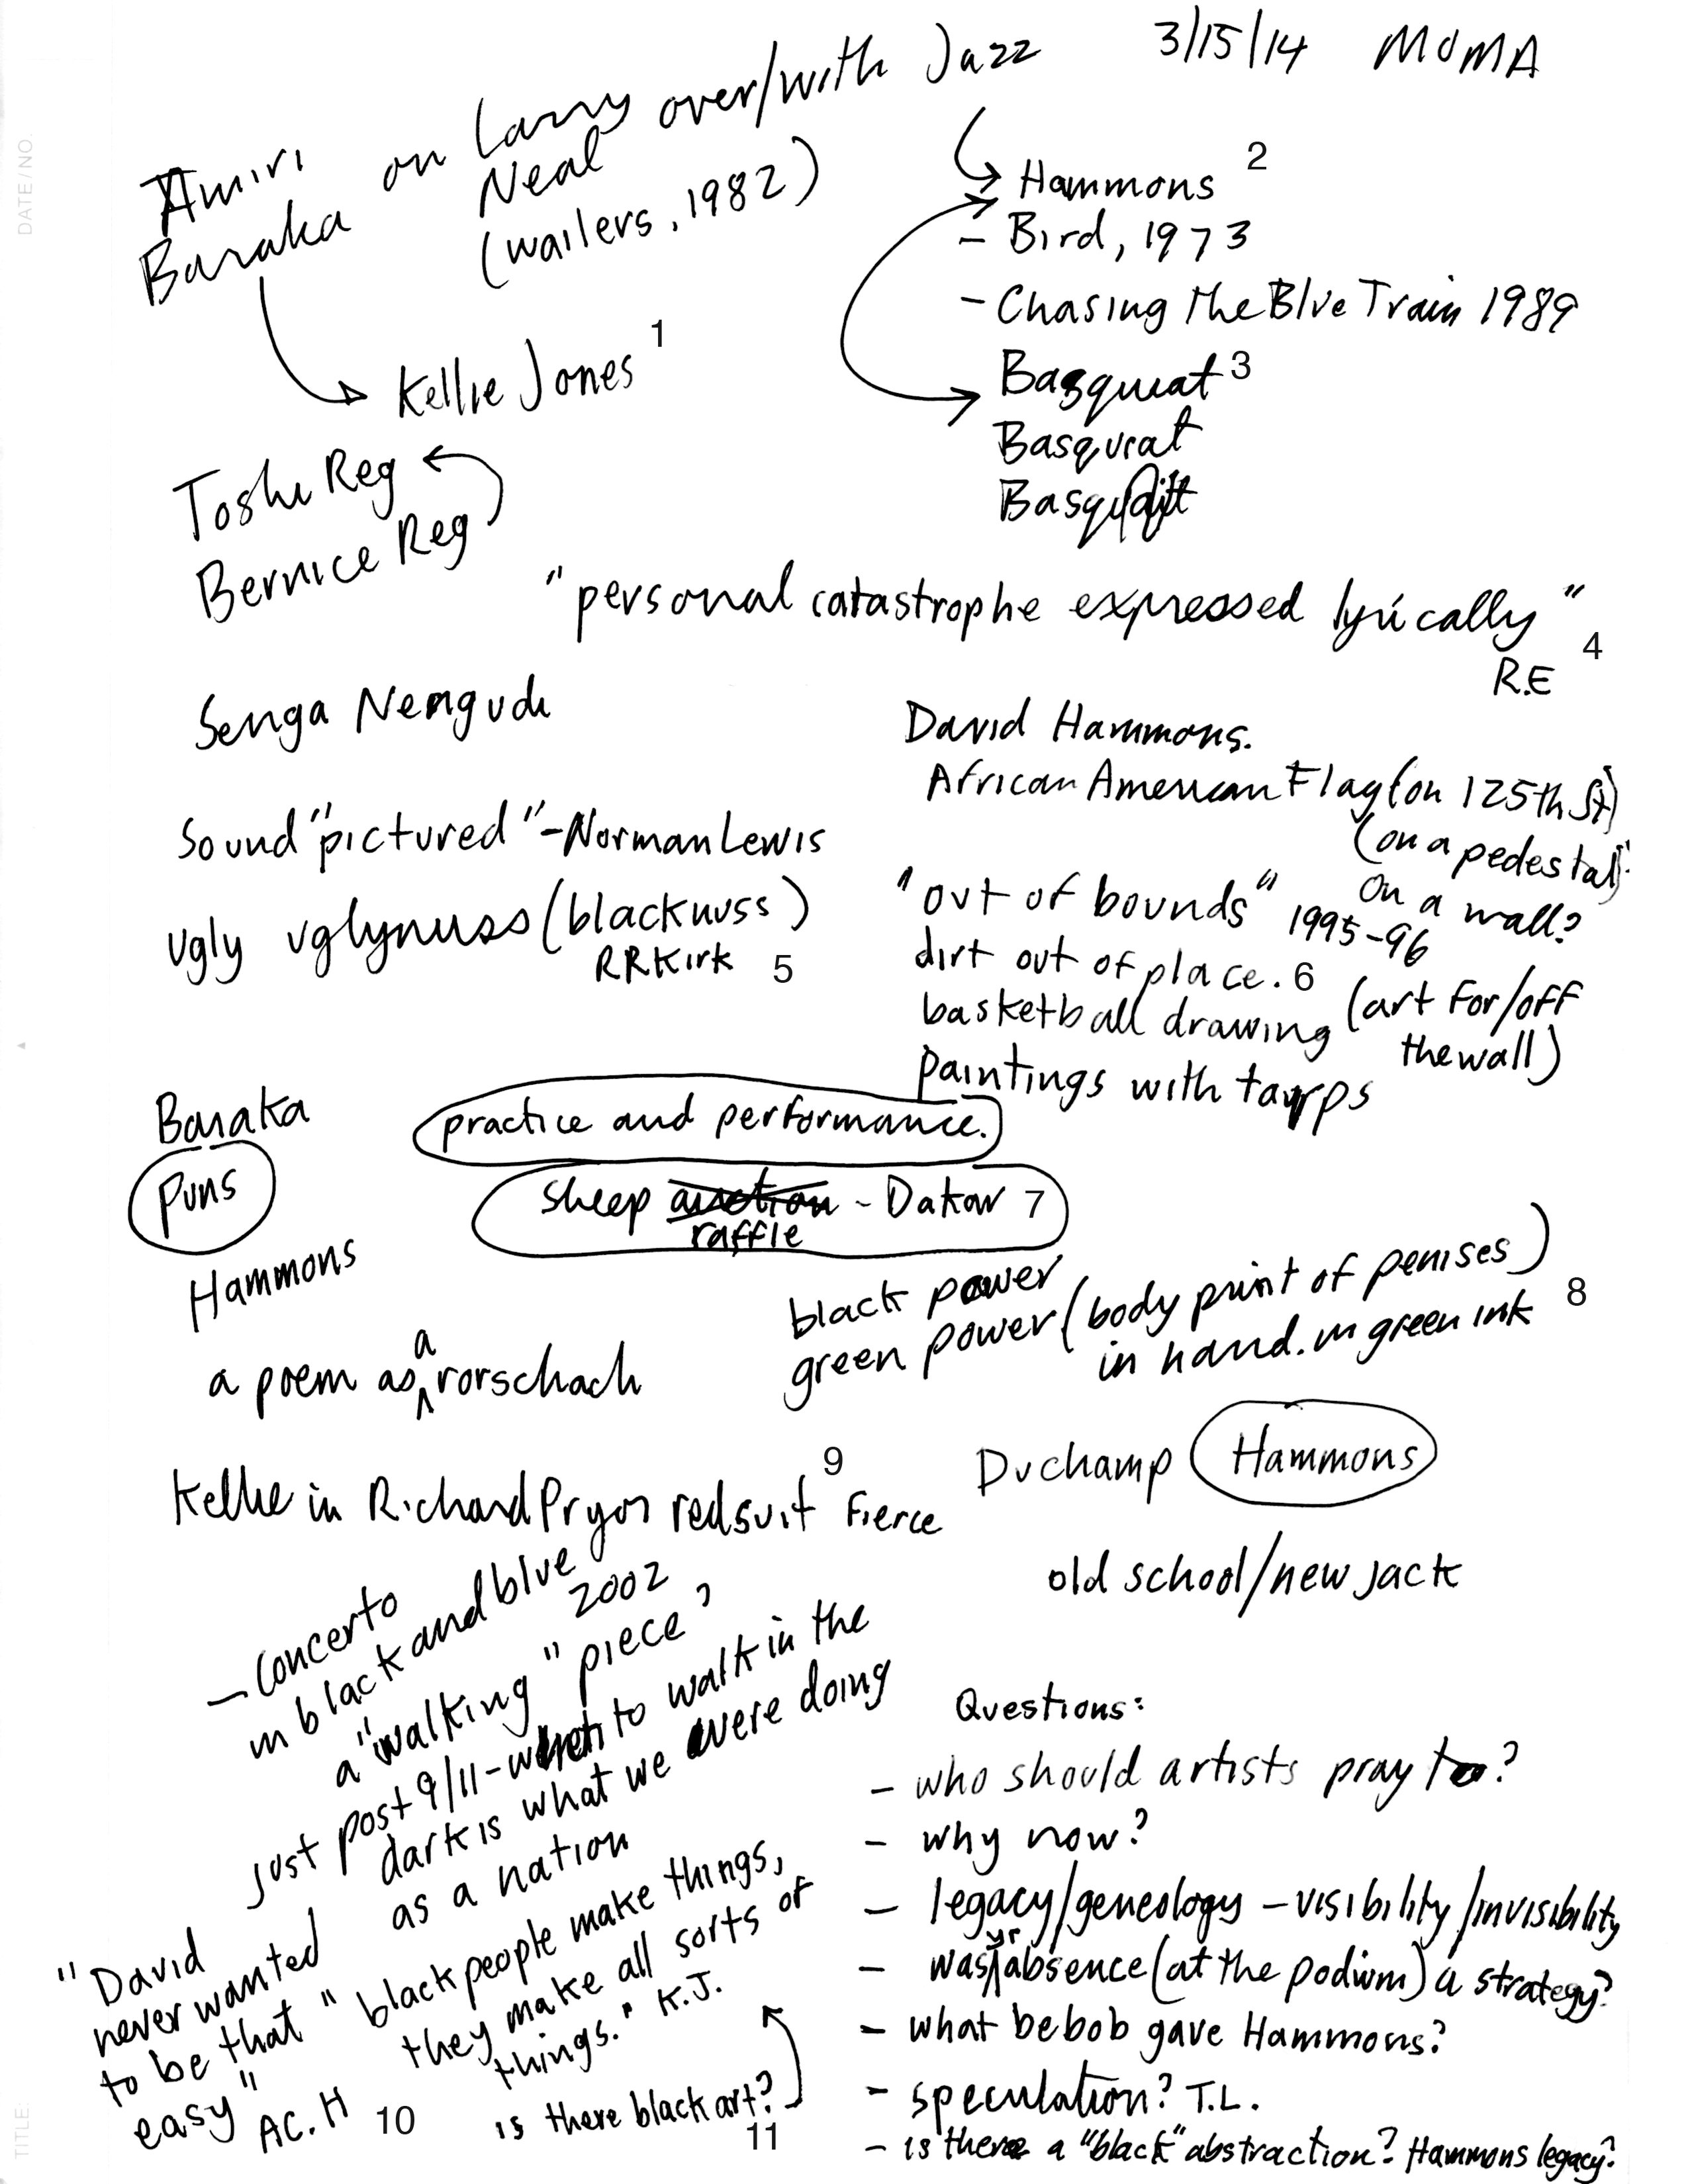 3/15/14 MoMA
Amiri Baraka on Larry Neal over/with Jazz
(wailers, 1982)
Kellie Jones 1
Hammons 2
- Bird, 1973
- Chasing the Blue Train 1989
Basquiat 3
Basquiat
Basquiat
Toshi Reg
Bernice Reg
"personal catastrophe expressed lyrically"
R.E 4
Senga Nengudi
David Hammons.
African American Flag (on 125th St)
(on a pedestal)
On a wall?
Sound "pictured" - Norman Lewis
ugly uglynuss (blacknuss)
RRKirk 5
"out of bounds" 1995-96
dirt out of place. 6
basketball drawing (art for/off
the wall)
paintings with tarps
Baraka
Puns
Hammons
practice and performance.
sheep auction - Dakar 7
raffle
black power
green power (body print of penises)
in hand. in green ink 8
a poem as a rorschach
Kellie in Richard Pryor red suit 9 Fierce
Duchamp Hammons
old school/new jack
- Concerto
in black and blue
2002
a "walking" piece,
just post 9/11 - when to walk in the
dark is what we were doing
as a nation
"David
never wanted
to be that
easy"
AC.H 10
"black people make things,
they make all sorts of
things." K.J.
is there black art?
11
Questions:
- who should artists pray to?
- why now?
- legacy/geneology - visibility/invisibility
- was yr absence (at the podium) a strategy?
- what bebob gave Hammons?
- speculation? T.L.
- is there a "black" abstraction? Hammons legacy?
DATE/NO.
TITLE